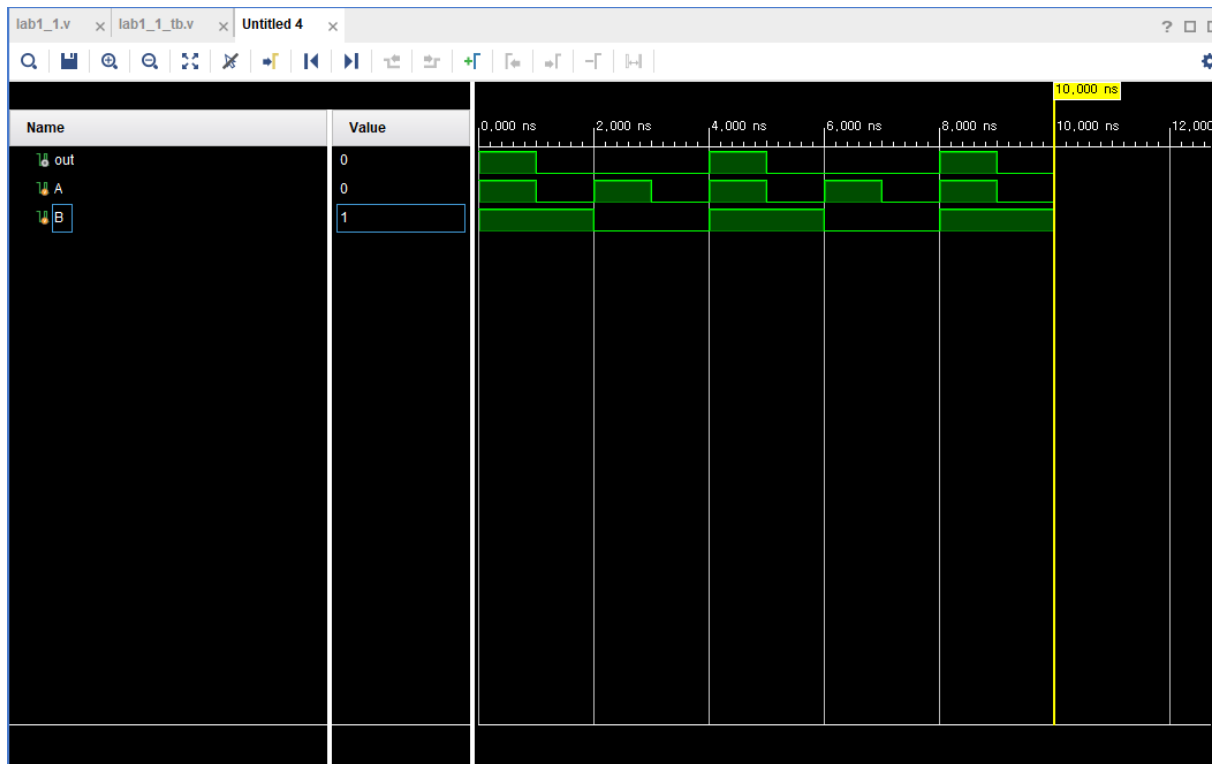 lab1_1.v × lab1_1_tb.v × Untitled 4 × ?
10,000 ns
Name Value 0,000 ns 2,000 ns 4,000 ns 6,000 ns 8,000 ns 10,000 ns 12,000
out 0
A 0
B 1